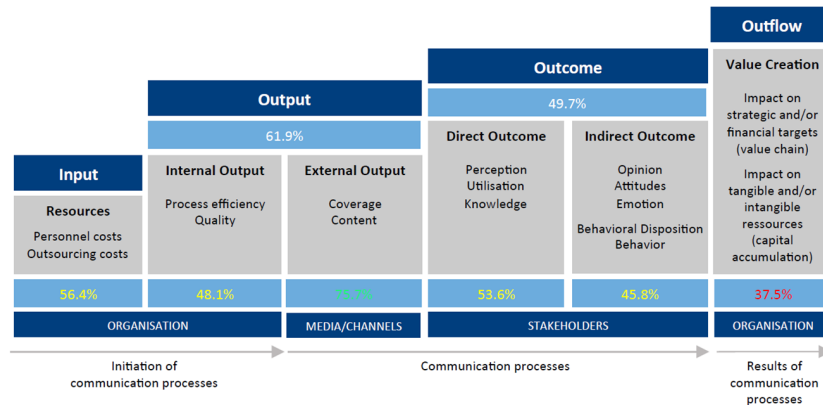 Outflow
Value Creation
Impact on
strategic and/or
financial targets
(value chain)
Impact on
tangible and/or
intangible
ressources
(capital
accumulation)
37.5%
ORGANISATION
Results of
communication
processes
Outcome
49.7%
Direct Outcome
Perception
Utilisation
Knowledge
53.6%
Indirect Outcome
Opinion
Attitudes
Emotion
Behavioral Disposition
Behavior
45.8%
STAKEHOLDERS
Output
61.9%
Internal Output
Process efficiency
Quality
48.1%
External Output
Coverage
Content
75.7%
MEDIA/CHANNELS
Communication processes
Input
Resources
Personnel costs
Outsourcing costs
56.4%
ORGANISATION
Initiation of
communication processes